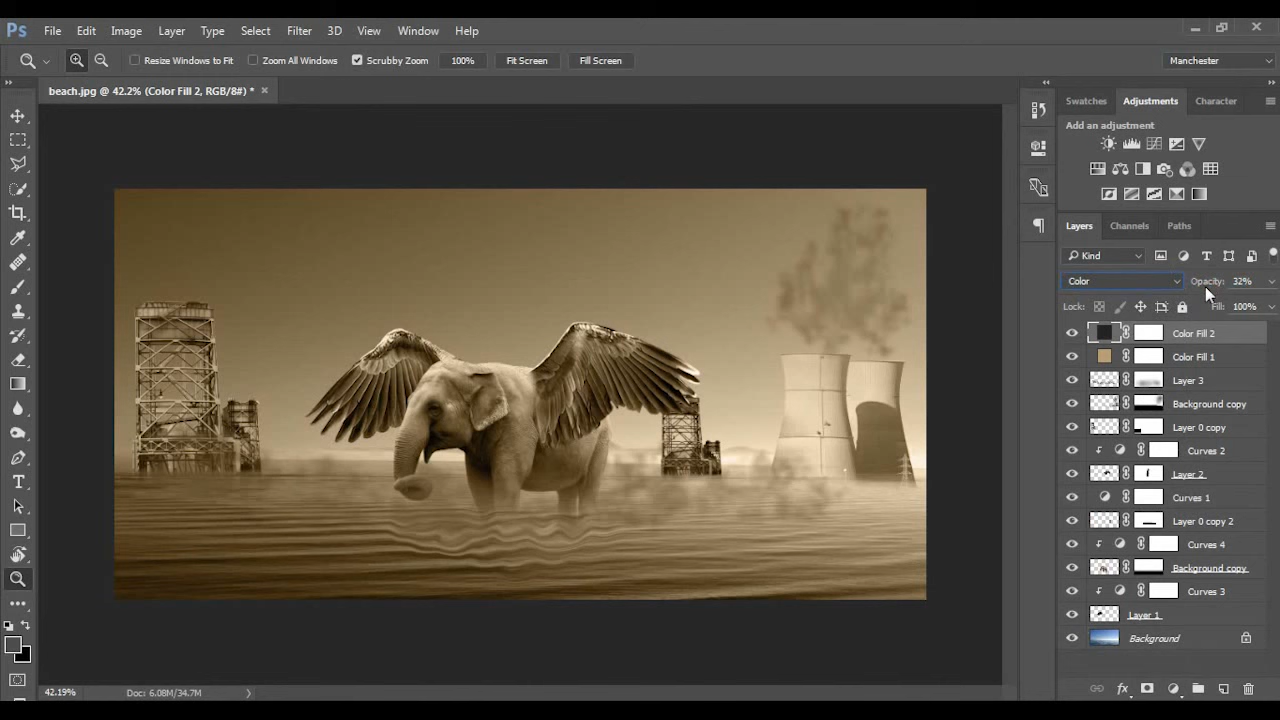 Ps File Edit Image Layer Type Select Filter 3D View Window Help
Resize Windows to Fit Zoom All Windows Scrubby Zoom 100% Fit Screen Fill Screen Manchester
beach.jpg @ 42.2% (Color Fill 2, RGB/8#) *
Swatches Adjustments Character
Add an adjustment
Layers Channels Paths
Kind
Color Opacity: 32%
Lock: Fill: 100%
Color Fill 2
Color Fill 1
Layer 3
Background copy
Layer 0 copy
Curves 2
Layer 2
Curves 1
Layer 0 copy 2
Curves 4
Background copy
Curves 3
Layer 1
Background
42.19% Doc: 6.08M/34.7M
fx